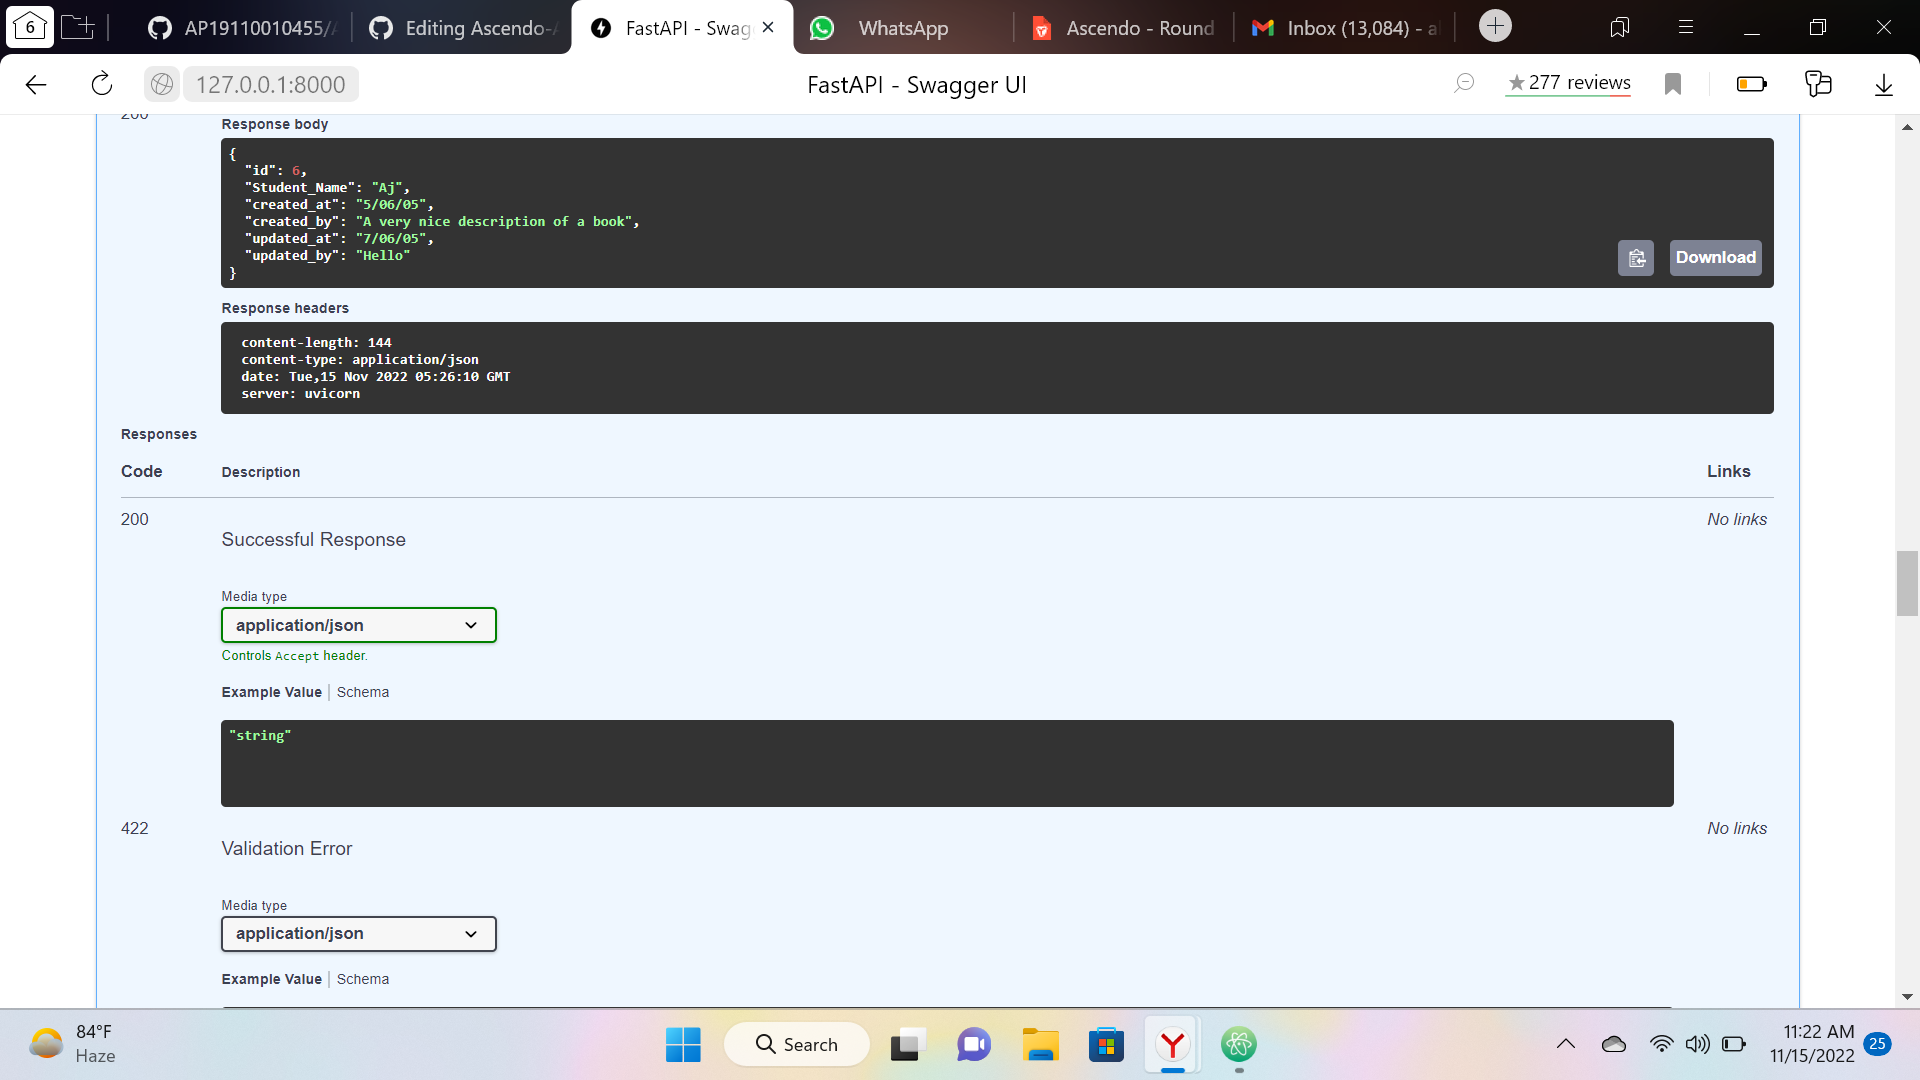 6
AP19110010455/
Editing Ascendo-
FastAPI - Swag
WhatsApp
Ascendo - Round
Inbox (13,084) - a
127.0.0.1:8000
FastAPI - Swagger UI
★277 reviews
200
Response body
{
"id": 6,
"Student_Name": "Aj",
"created_at": "5/06/05",
"created_by": "A very nice description of a book",
"updated_at": "7/06/05",
"updated_by": "Hello"
}
Download
Response headers
content-length: 144
content-type: application/json
date: Tue,15 Nov 2022 05:26:10 GMT
server: uvicorn
Responses
Code Description Links
200 No links
Successful Response
Media type
application/json
Controls Accept header.
Example Value | Schema
"string"
422 No links
Validation Error
Media type
application/json
Example Value | Schema
84°F
Haze
Search
11:22 AM
11/15/2022
25